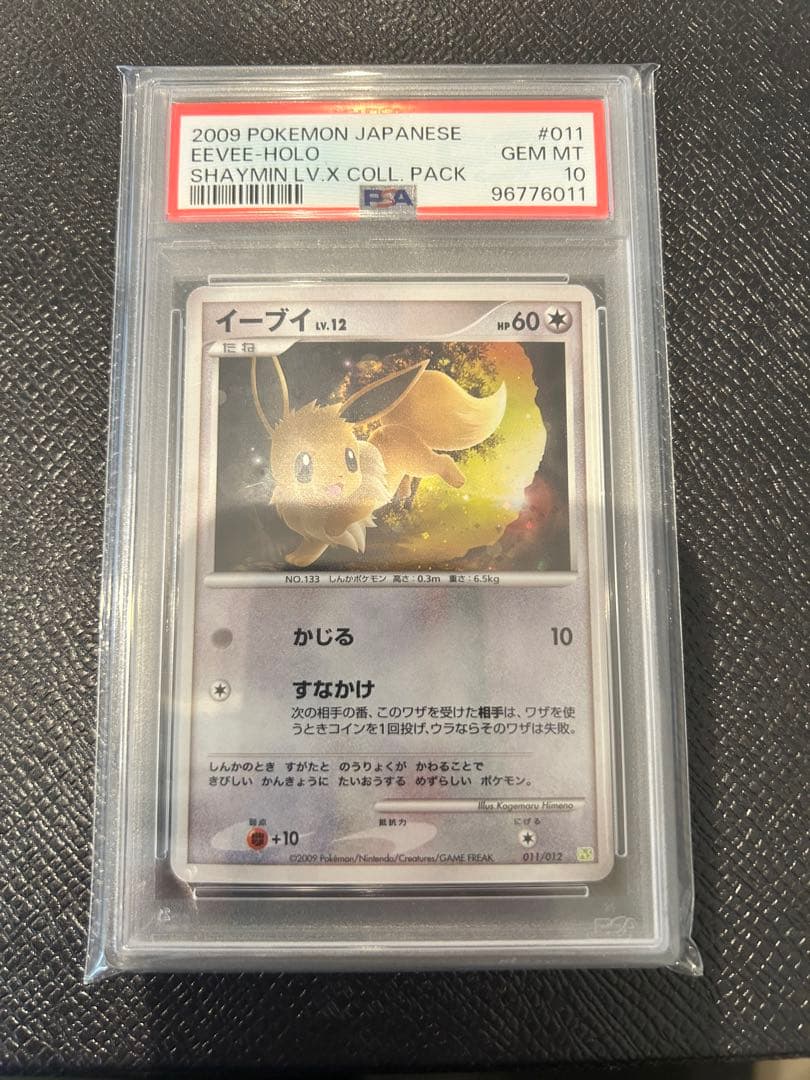 2009 POKEMON JAPANESE #011
EEVEE-HOLO GEM MT
SHAYMIN LV.X COLL. PACK 10
PSA 96776011
イーブイ LV.12 HP60
たね
NO.133 しんかポケモン 高さ：0.3m 重さ：6.5kg
かじる 10
すなかけ
次の相手の番、このワザを受けた相手は、ワザを使
うときコインを1回投げ、ウラならそのワザは失敗。
しんかのとき すがたと のうりょくが かわることで
きびしい かんきょうに たいおうする めずらしい ポケモン。
Illus. Kagemaru Himeno
弱点 抵抗力 にげる
+10
©2009 Pokémon/Nintendo/Creatures/GAME FREAK. 011/012
PSA